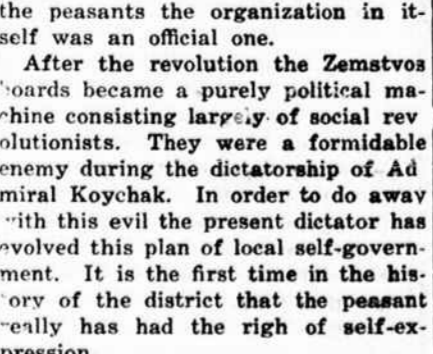 the peasants the organization in it-
self was an official one.
After the revolution the Zemstvos
boards became a purely political ma-
chine consisting largely of social rev
olutionists. They were a formidable
enemy during the dictatorship of Ad
miral Koychak. In order to do away
with this evil the present dictator has
evolved this plan of local self-govern-
ment. It is the first time in the his-
tory of the district that the peasant
really has had the righ of self-ex-
pression